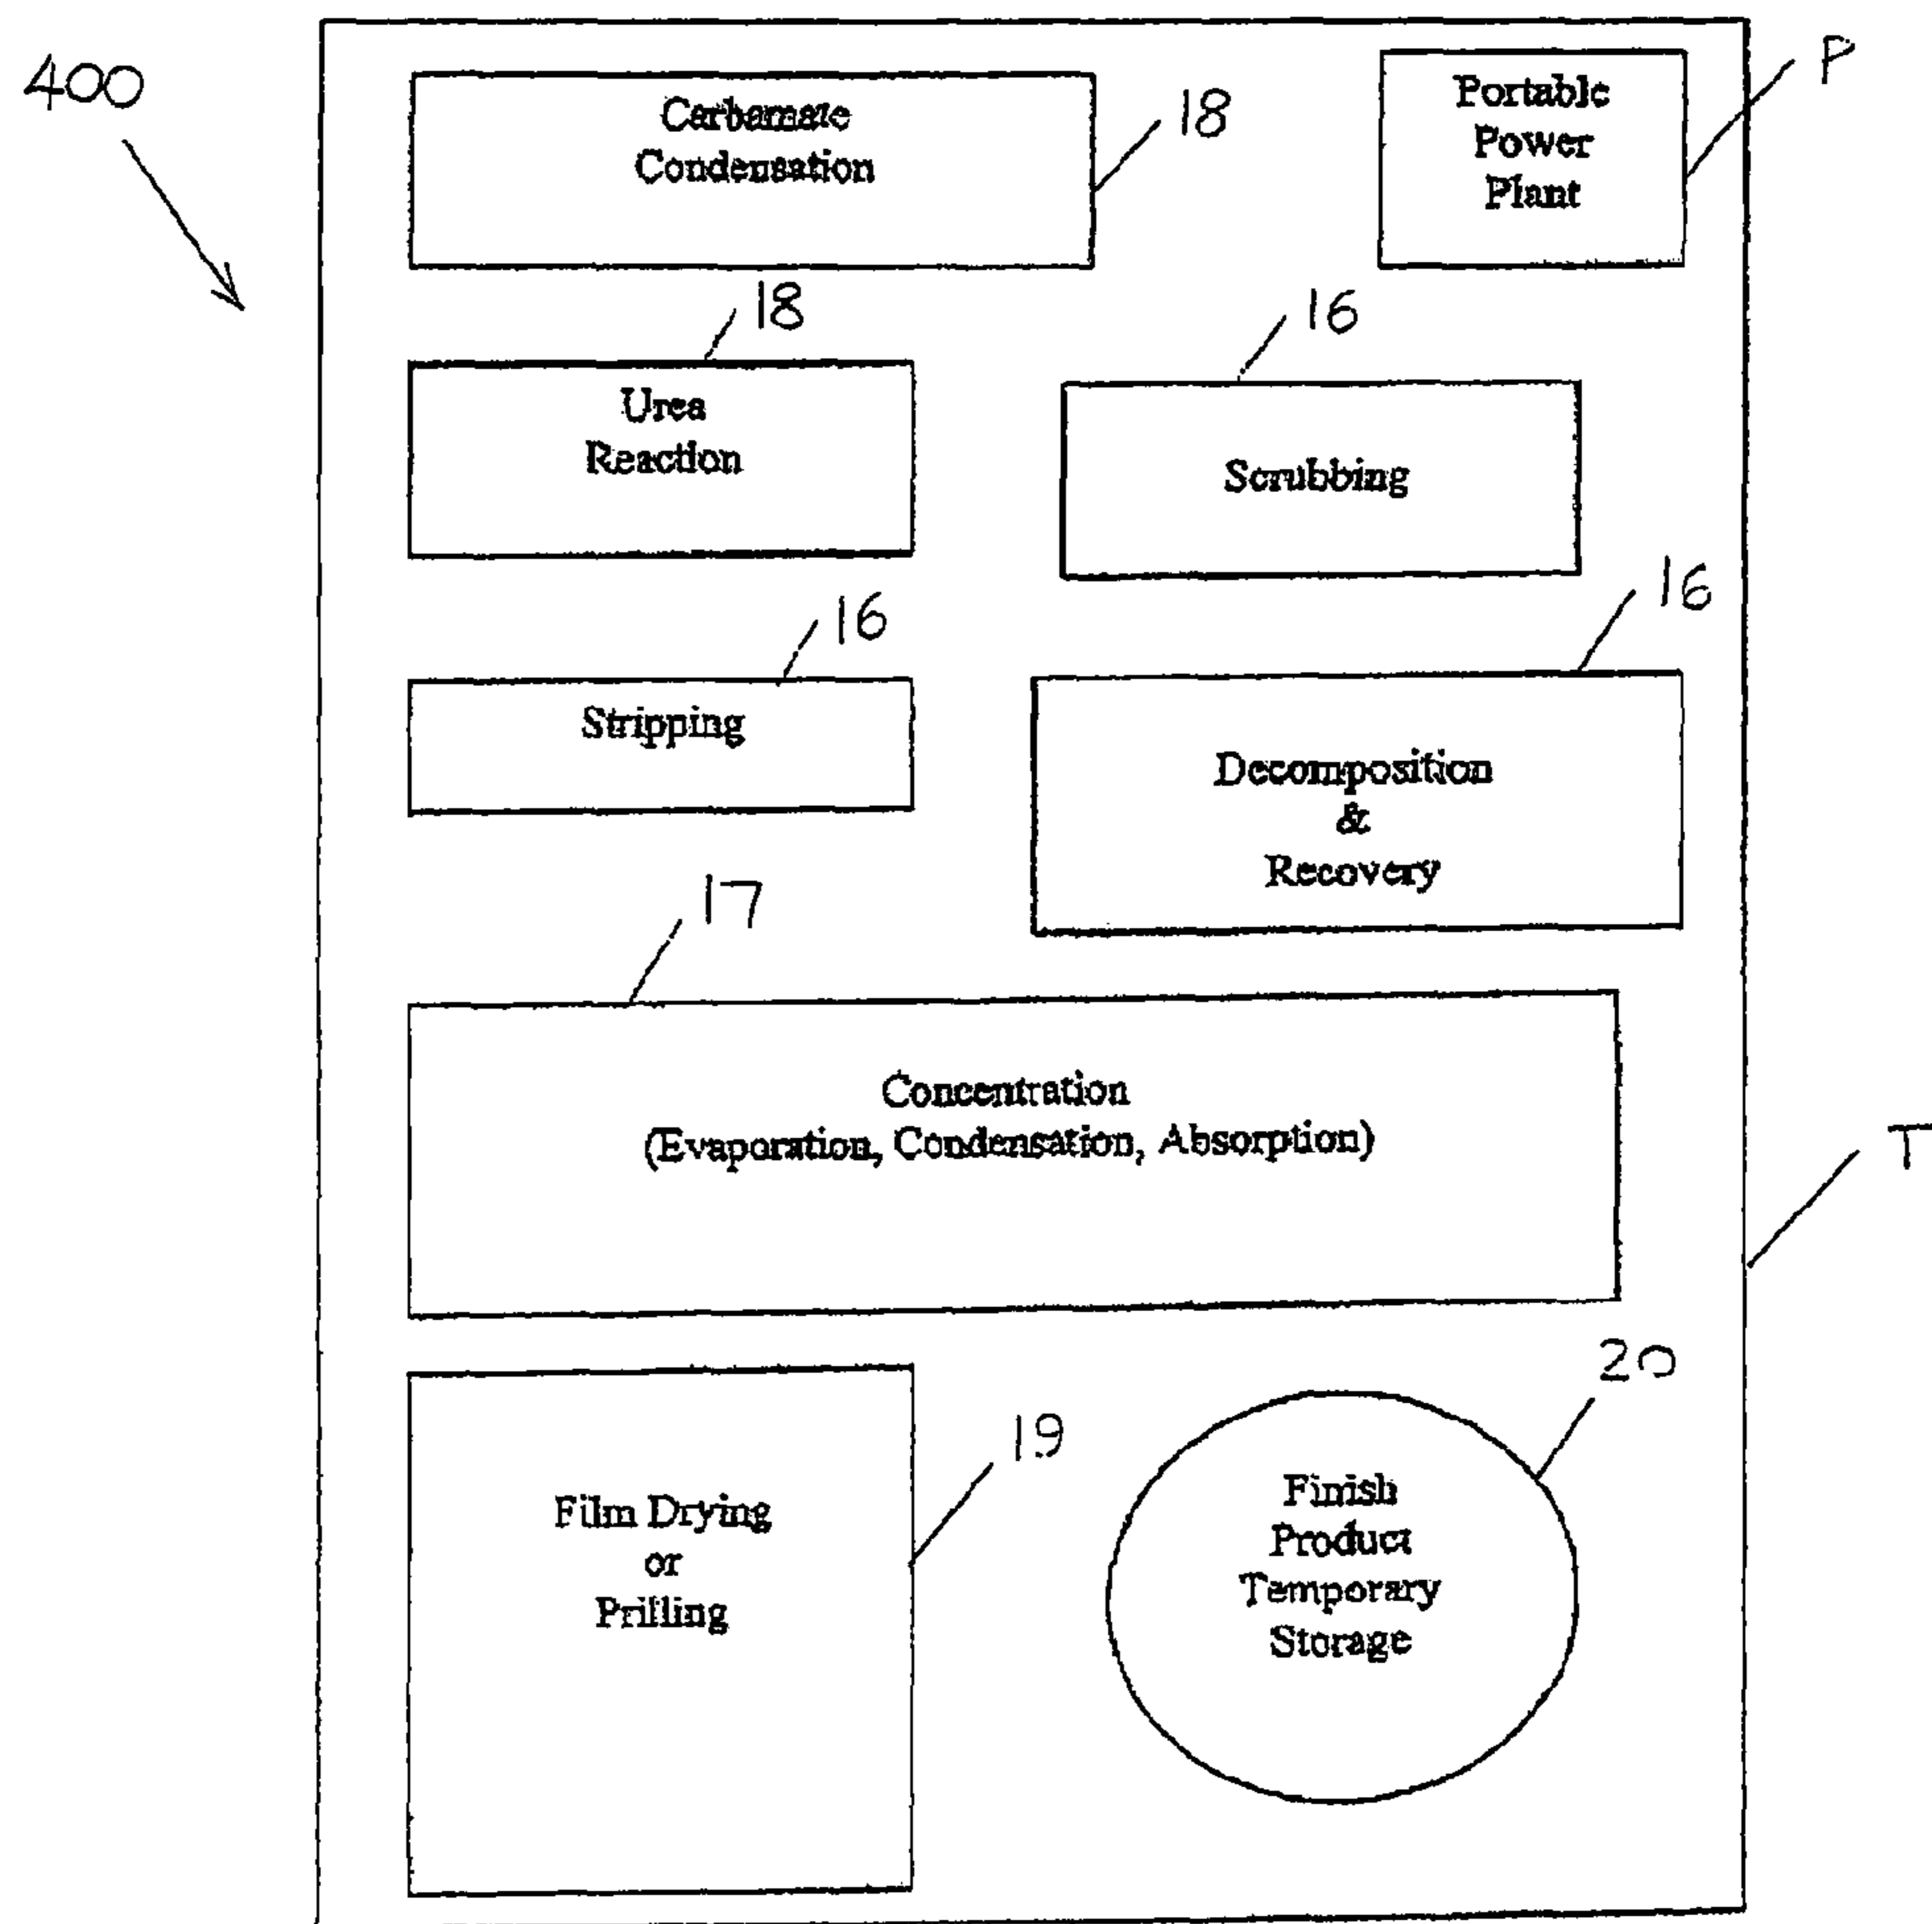 400
Carbamate
Condensation
18
Portable
Power
Plant
P
18
Urea
Reaction
16
Scrubbing
16
Stripping
16
Decomposition
&
Recovery
17
Concentration
(Evaporation, Condensation, Absorption)
T
Film Drying
or
Prilling
19
20
Finish
Product
Temporary
Storage